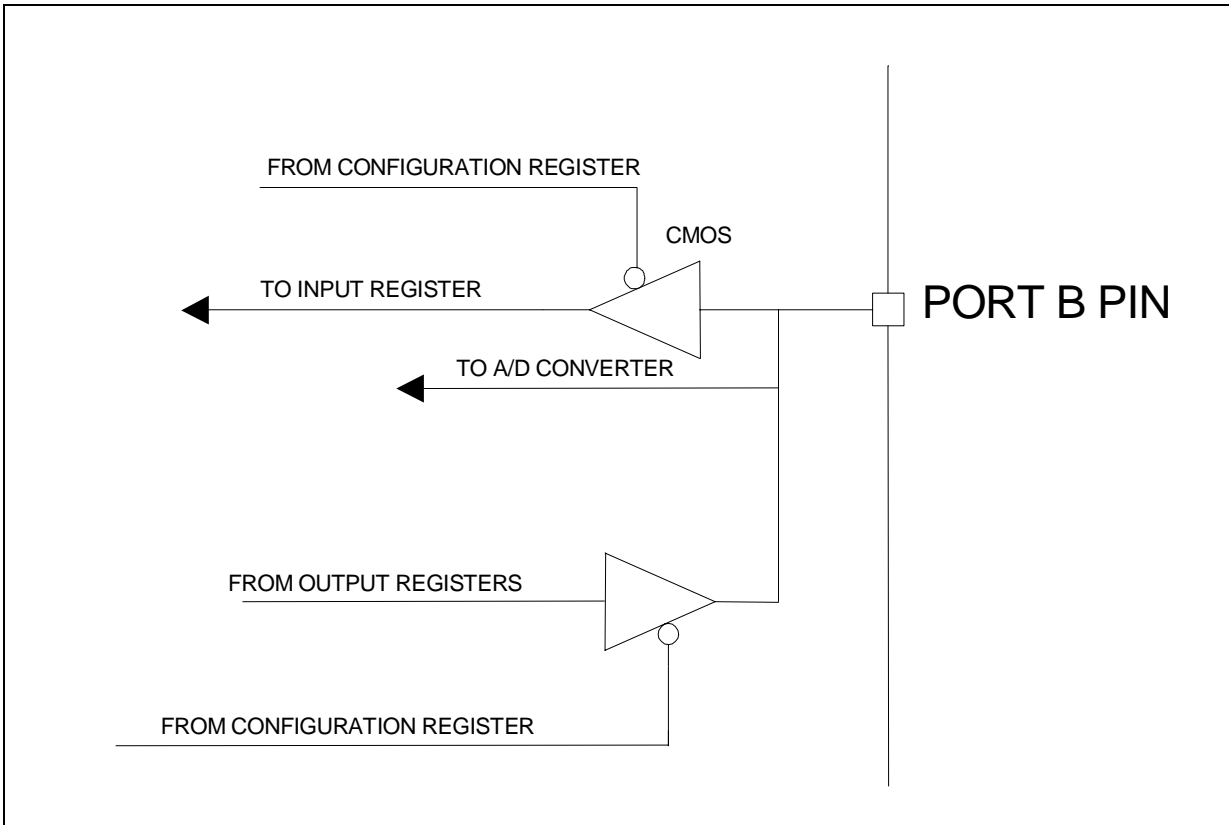 FROM CONFIGURATION REGISTER
CMOS
TO INPUT REGISTER
PORT B PIN
TO A/D CONVERTER
FROM OUTPUT REGISTERS
FROM CONFIGURATION REGISTER